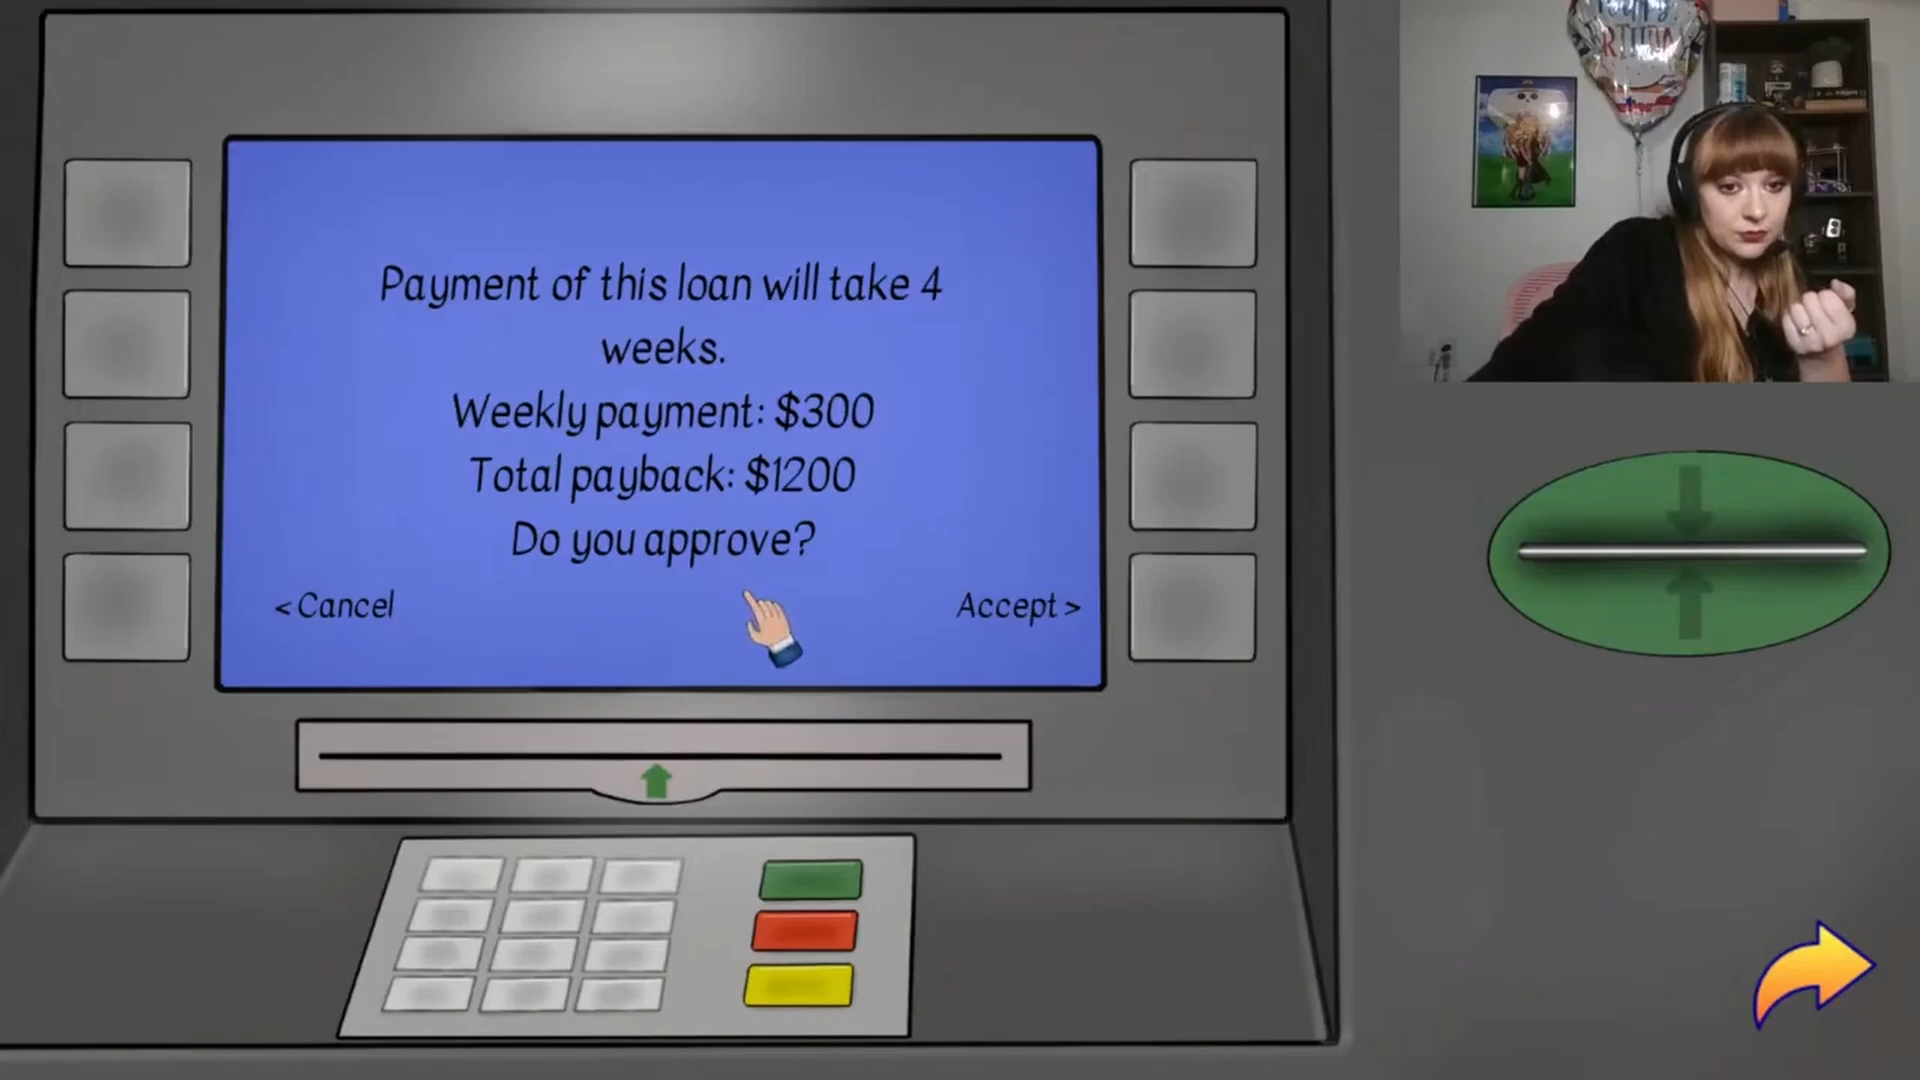 Payment of this loan will take 4
weeks.
Weekly payment: $300
Total payback: $1200
Do you approve?
< Cancel
Accept >